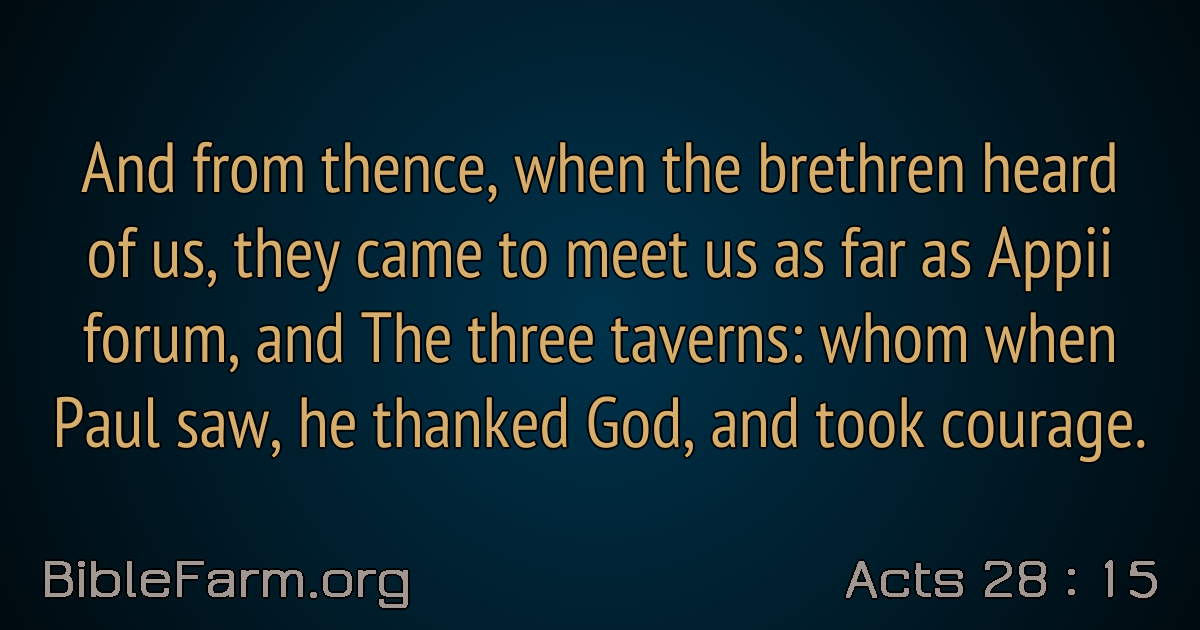 And from thence, when the brethren heard
of us, they came to meet us as far as Appii
forum, and The three taverns: whom when
Paul saw, he thanked God, and took courage.
BibleFarm.org
Acts 28 : 15